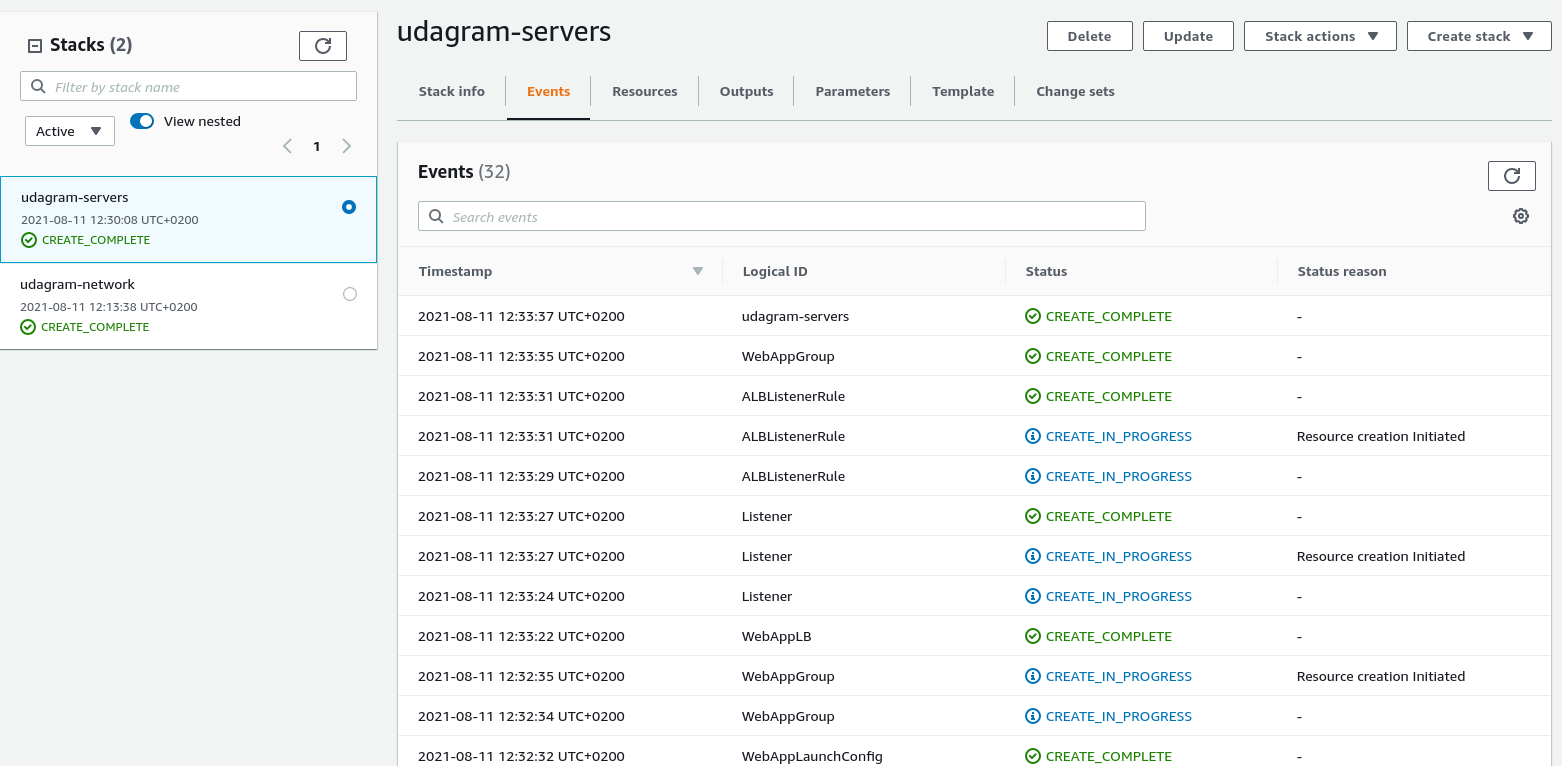 Stacks (2)
Filter by stack name
Active
View nested
1
udagram-servers
2021-08-11 12:30:08 UTC+0200
CREATE_COMPLETE
udagram-network
2021-08-11 12:13:38 UTC+0200
CREATE_COMPLETE
udagram-servers
Delete
Update
Stack actions
Create stack
Stack info Events Resources Outputs Parameters Template Change sets
Events (32)
Search events
Timestamp Logical ID Status Status reason
2021-08-11 12:33:37 UTC+0200 udagram-servers CREATE_COMPLETE -
2021-08-11 12:33:35 UTC+0200 WebAppGroup CREATE_COMPLETE -
2021-08-11 12:33:31 UTC+0200 ALBListenerRule CREATE_COMPLETE -
2021-08-11 12:33:31 UTC+0200 ALBListenerRule CREATE_IN_PROGRESS Resource creation Initiated
2021-08-11 12:33:29 UTC+0200 ALBListenerRule CREATE_IN_PROGRESS -
2021-08-11 12:33:27 UTC+0200 Listener CREATE_COMPLETE -
2021-08-11 12:33:27 UTC+0200 Listener CREATE_IN_PROGRESS Resource creation Initiated
2021-08-11 12:33:24 UTC+0200 Listener CREATE_IN_PROGRESS -
2021-08-11 12:33:22 UTC+0200 WebAppLB CREATE_COMPLETE -
2021-08-11 12:32:35 UTC+0200 WebAppGroup CREATE_IN_PROGRESS Resource creation Initiated
2021-08-11 12:32:34 UTC+0200 WebAppGroup CREATE_IN_PROGRESS -
2021-08-11 12:32:32 UTC+0200 WebAppLaunchConfig CREATE_COMPLETE -